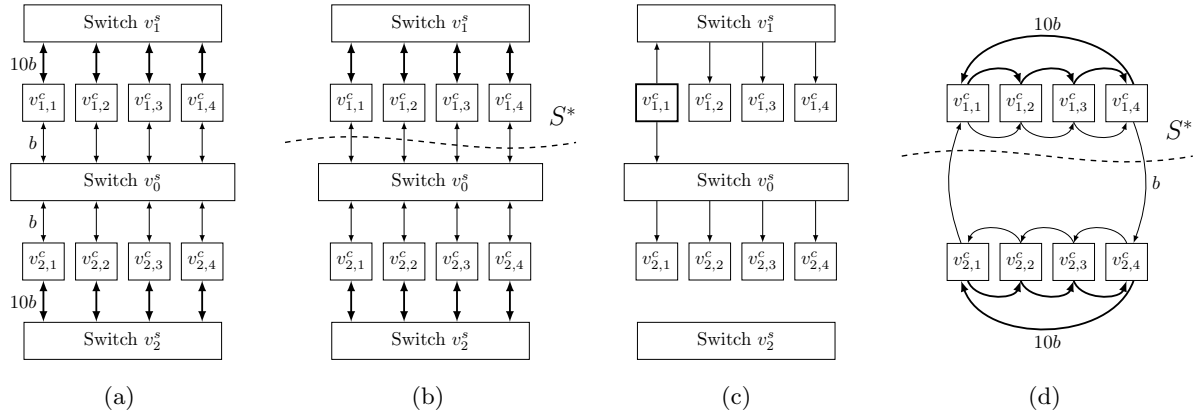 Switch $v_1^s$ Switch $v_1^s$ Switch $v_1^s$ 10b
10b
$v_{1,1}^c$ $v_{1,2}^c$ $v_{1,3}^c$ $v_{1,4}^c$ $v_{1,1}^c$ $v_{1,2}^c$ $v_{1,3}^c$ $v_{1,4}^c$ $v_{1,1}^c$ $v_{1,2}^c$ $v_{1,3}^c$ $v_{1,4}^c$ $v_{1,1}^c$ $v_{1,2}^c$ $v_{1,3}^c$ $v_{1,4}^c$
b S* S*
Switch $v_0^s$ Switch $v_0^s$ Switch $v_0^s$ b
b
$v_{2,1}^c$ $v_{2,2}^c$ $v_{2,3}^c$ $v_{2,4}^c$ $v_{2,1}^c$ $v_{2,2}^c$ $v_{2,3}^c$ $v_{2,4}^c$ $v_{2,1}^c$ $v_{2,2}^c$ $v_{2,3}^c$ $v_{2,4}^c$ $v_{2,1}^c$ $v_{2,2}^c$ $v_{2,3}^c$ $v_{2,4}^c$
10b
Switch $v_2^s$ Switch $v_2^s$ Switch $v_2^s$ 10b
(a) (b) (c) (d)